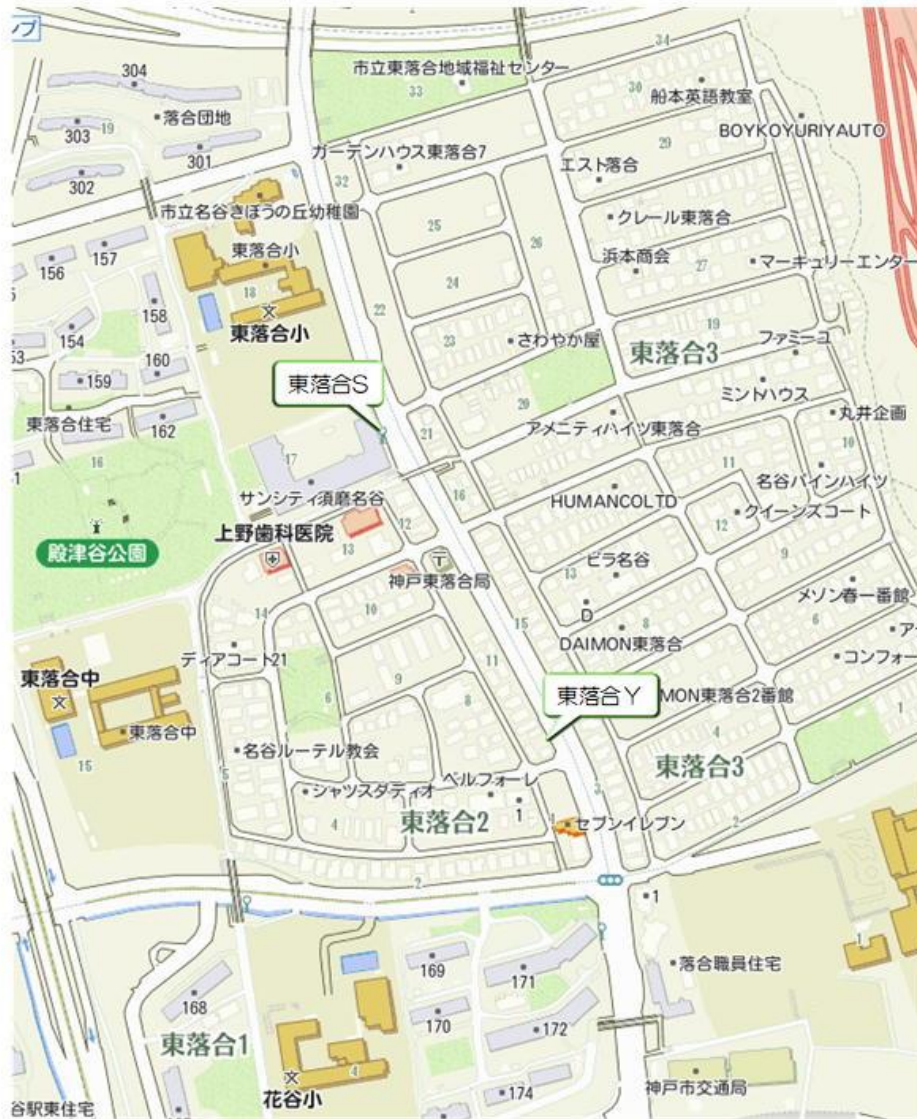 ンプ
34
市立東落合地域福祉センター
304
33
30
船本英語教室
落合団地
303
19
BOYKOYURIYAUTO
301
ガーデンハウス東落合7
29
302
32
エスト落合
市立名谷きぼうの丘幼稚園
クレール東落合
25
26
157
東落合小
浜本商会
156
27
マーキュリーエンター
24
18
158
22
154
東落合小
23
さわやか屋
19
53
160
東落合3
ファミーユ
159
東落合S
ミントハウス
東落合住宅
162
20
21
アメニティハイツ東落合
丸井企画
16
17
10
サンシティ須磨名谷
16
11
名谷パインハイツ
HUMANCOLTD
12
12
クイーンズコート
上野歯科医院
殿津谷公園
13
神戸東落合局
13
ビラ名谷
9
10
メゾン春一番館
14
D
15
8
6
DAIMON東落合
ディアコート21
11
コンフォー
東落合中
9
6
8
東落合Y
MON東落合2番館
東落合中
名谷ルーテル教会
4
1
15
5
ベルフォーレ
東落合3
シャツスタディオ
3
4
東落合2
1
セブンイレブン
2
2
1
169
171
落合職員住宅
1
168
170
172
東落合1
174
花谷小
4
神戸市交通局
谷駅東住宅